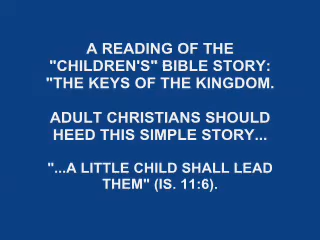 A READING OF THE
"CHILDREN'S" BIBLE STORY:
"THE KEYS OF THE KINGDOM.
ADULT CHRISTIANS SHOULD
HEED THIS SIMPLE STORY...
"...A LITTLE CHILD SHALL LEAD
THEM" (IS. 11:6).